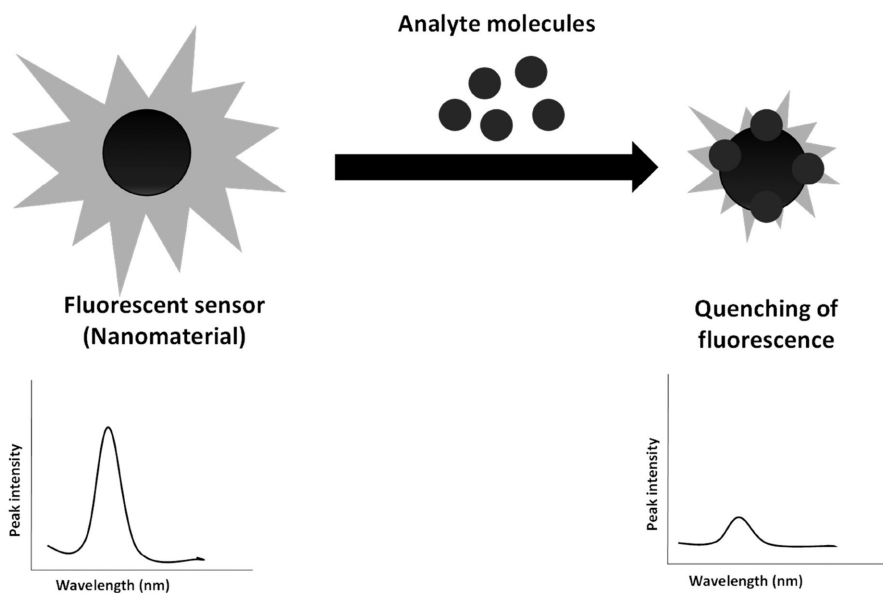 Analyte molecules
Fluorescent sensor
(Nanomaterial)
Quenching of
fluorescence
Peak intensity
Wavelength (nm)
Peak intensity
Wavelength (nm)